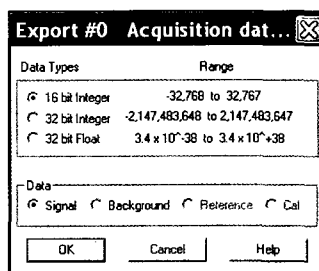 Export #0 Acquisition dat...
Data Types Range
16 bit Integer -32,768 to 32,767
32 bit Integer -2,147,483,648 to 2,147,483,647
32 bit Float 3.4 x 10^-38 to 3.4 x 10^+38
Data
Signal Background Reference Cal
OK Cancel Help